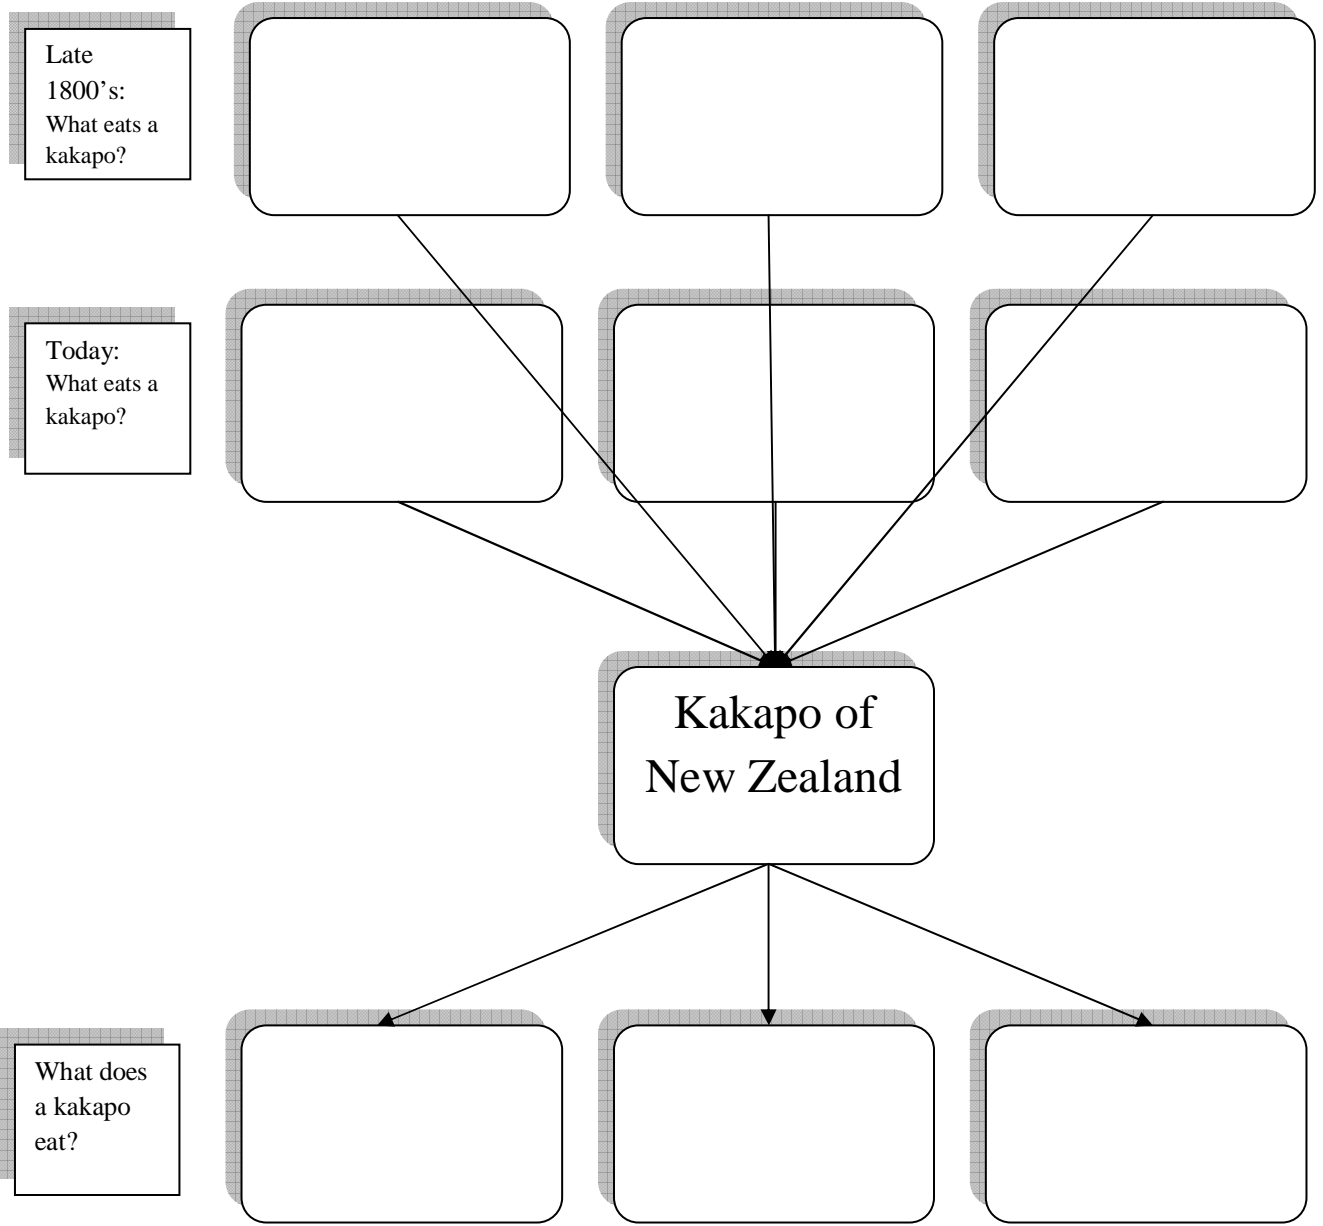 Late
1800’s:
What eats a
kakapo?
Today:
What eats a
kakapo?
Kakapo of
New Zealand
What does
a kakapo
eat?